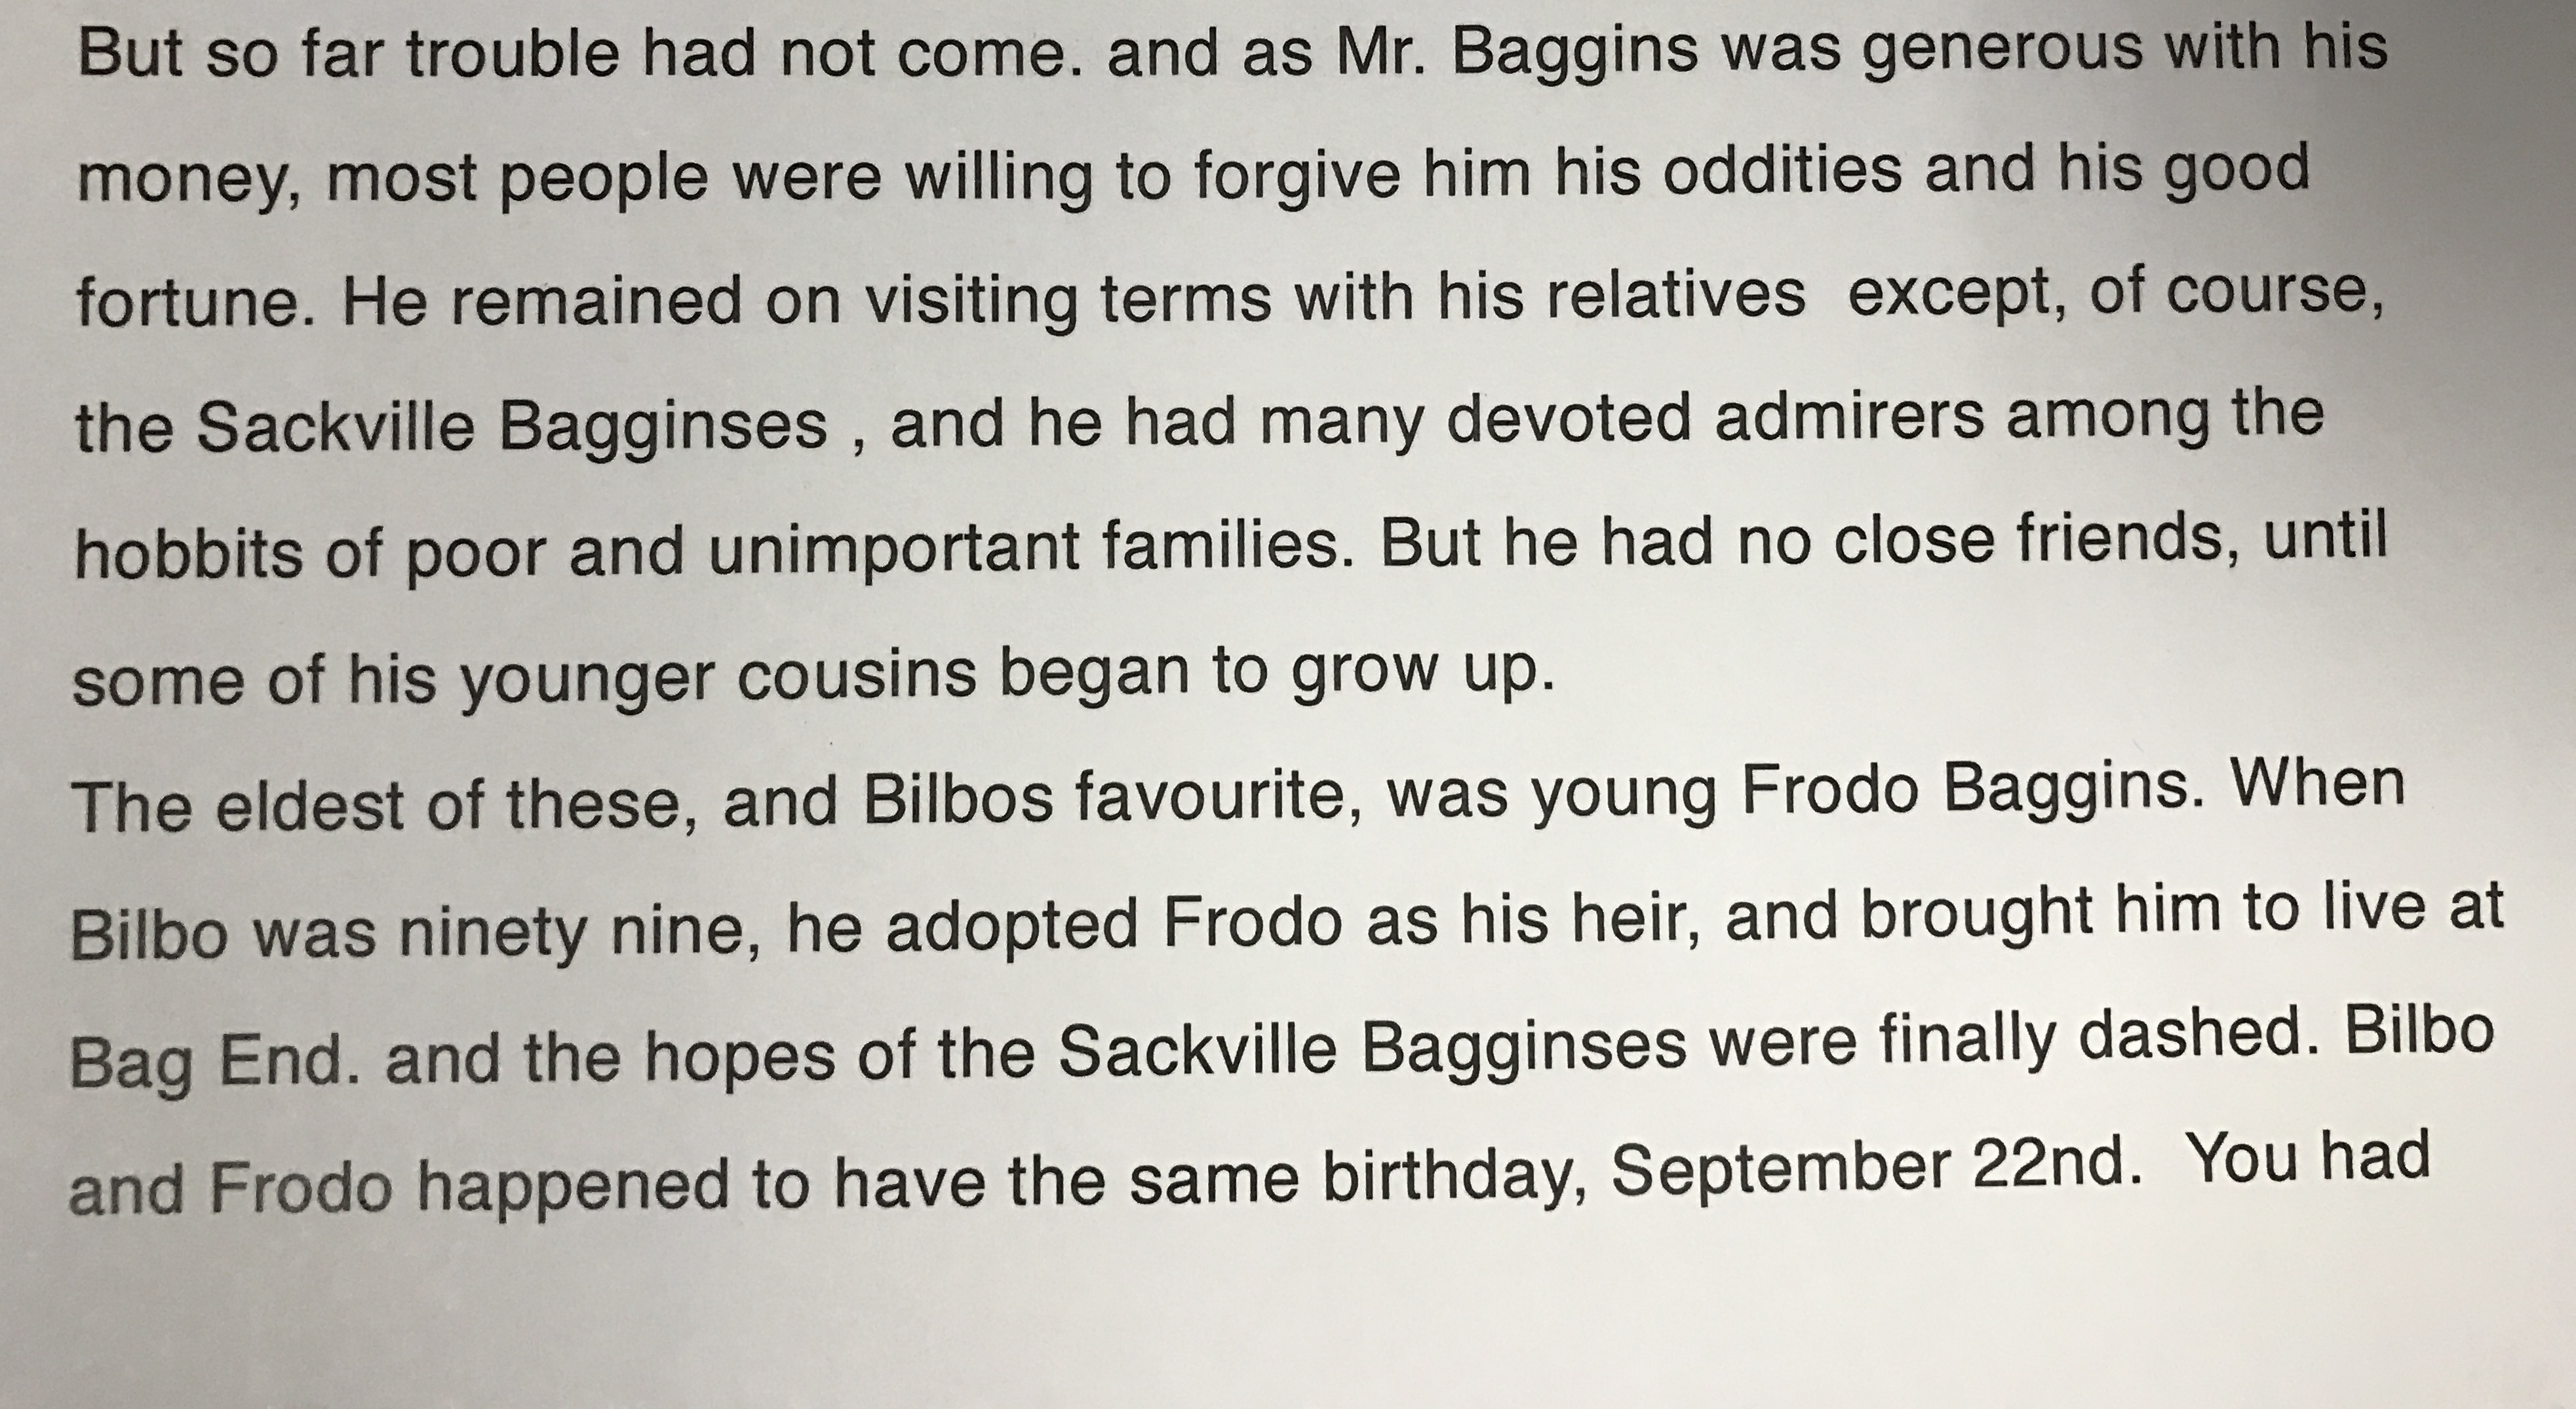 But so far trouble had not come. and as Mr. Baggins was generous with his
money, most people were willing to forgive him his oddities and his good
fortune. He remained on visiting terms with his relatives  except, of course,
the Sackville Bagginses , and he had many devoted admirers among the
hobbits of poor and unimportant families. But he had no close friends, until
some of his younger cousins began to grow up.
The eldest of these, and Bilbos favourite, was young Frodo Baggins. When
Bilbo was ninety nine, he adopted Frodo as his heir, and brought him to live at
Bag End. and the hopes of the Sackville Bagginses were finally dashed. Bilbo
and Frodo happened to have the same birthday, September 22nd.  You had